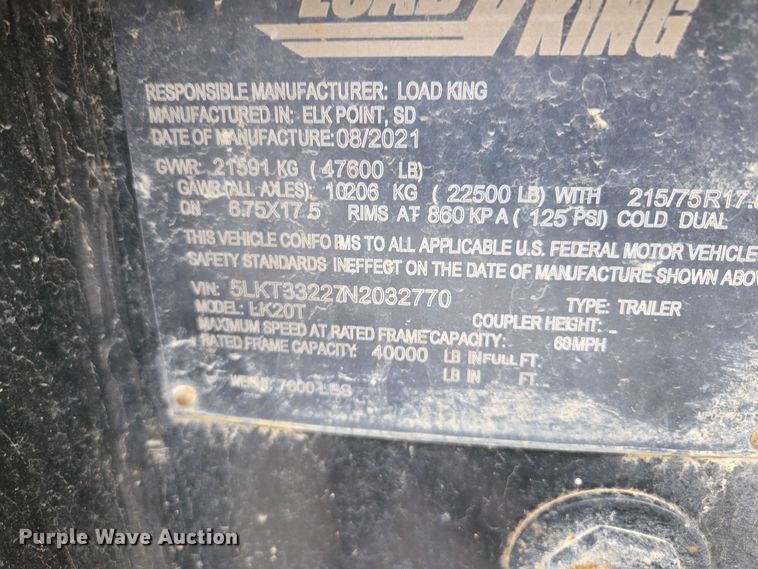 LOAD KING
RESPONSIBLE MANUFACTURER: LOAD KING
MANUFACTURED IN: ELK POINT, SD
DATE OF MANUFACTURE: 08/2021
GVWR 21591 KG ( 47600 LB)
GAWR (ALL AXLES): 10206 KG ( 22500 LB) WITH 215/75R17.
ON 6.75X17.5 RIMS AT 860 KPA ( 125 PSI) COLD DUAL
THIS VEHICLE CONFO RMS TO ALL APPLICABLE U.S. FEDERAL MOTOR VEHICLE
SAFETY STANDARDS IN EFFECT ON THE DATE OF MANUFACTURE SHOWN ABOV
VIN: 5LKT33227N2032770 TYPE: TRAILER
MODEL: LK20T COUPLER HEIGHT: _
MAXIMUM SPEED AT RATED FRAME CAPACITY: 60 MPH
RATED FRAME CAPACITY: 40000 LB IN FULL FT.
LB IN FT.
7600 LBS
Purple Wave Auction